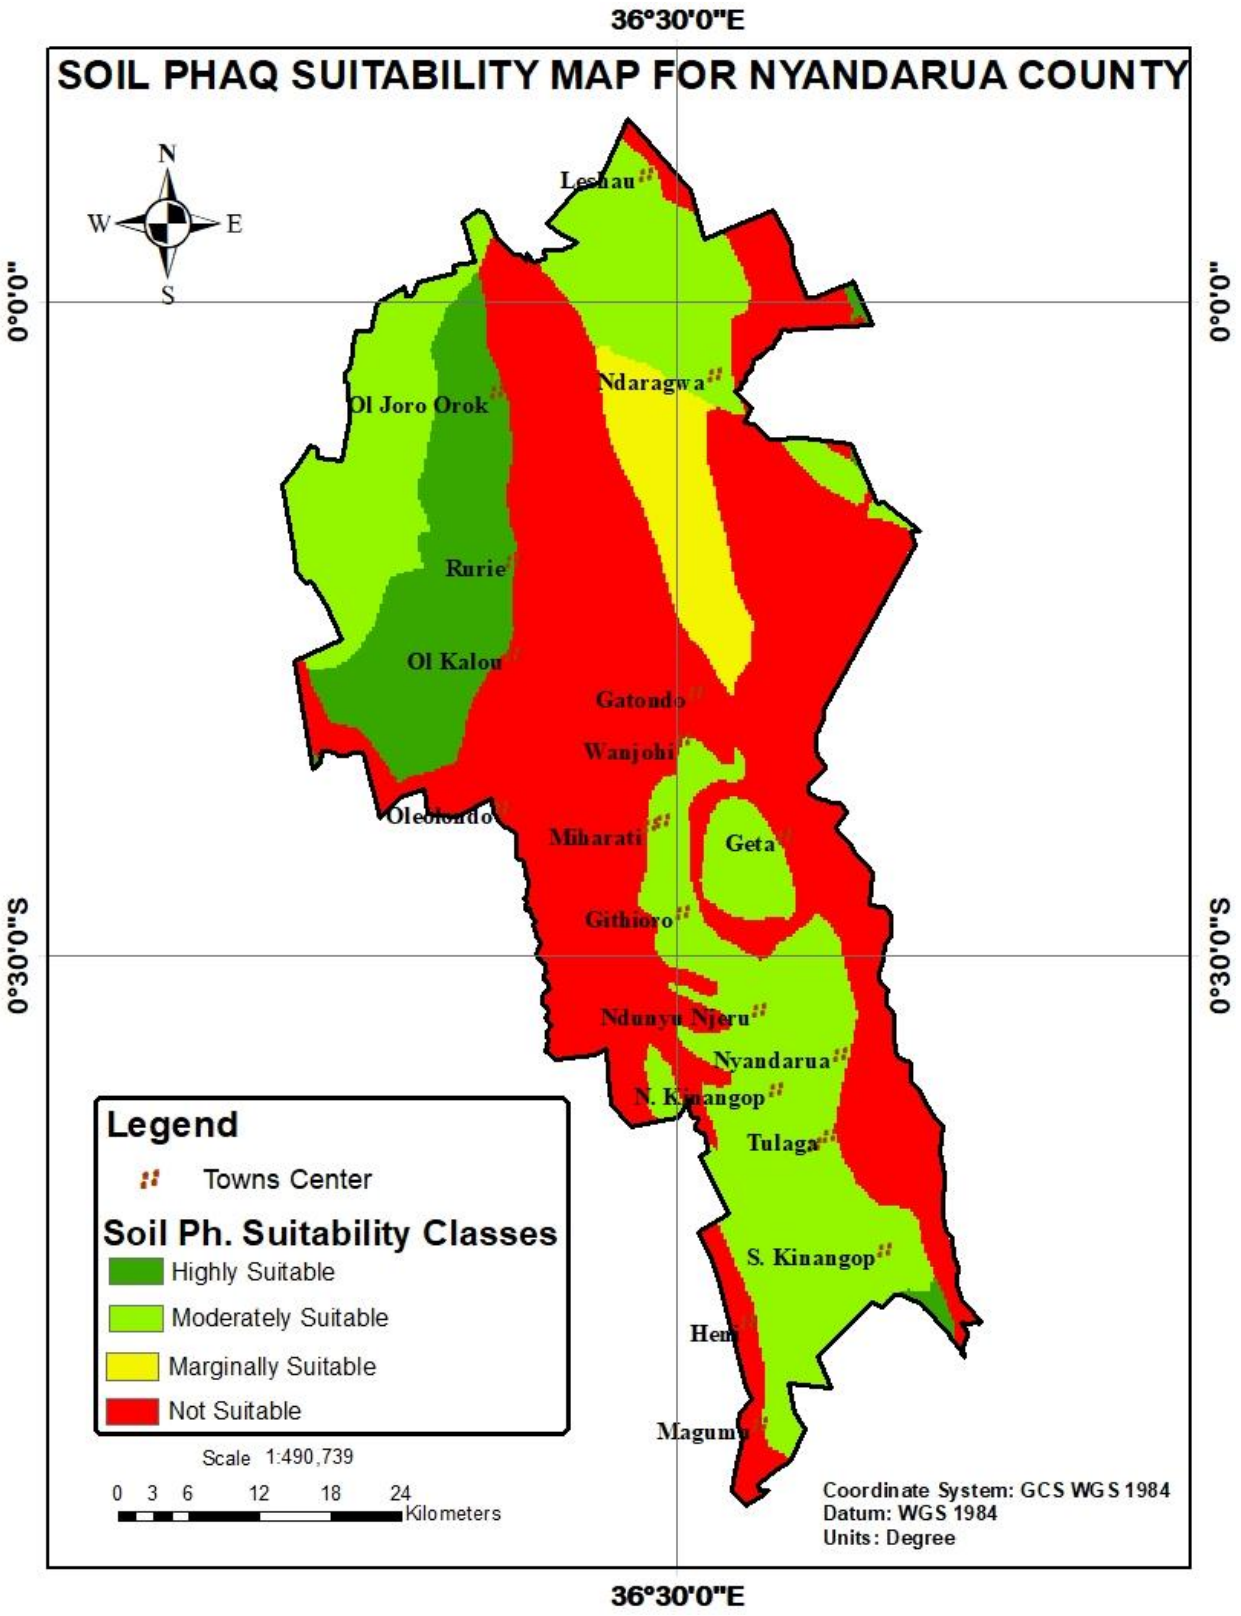 36°30'0"E
SOIL PHAQ SUITABILITY MAP FOR NYANDARUA COUNTY
N
W E
S
Leshau
0°0'0"
0°0'0"
Ndaragwa
Ol Joro Orok
Rurie
Ol Kalou
Gatondo
Wanjohi
Oleolondo
Miharati
Geta
Githioro
0°30'0"S
0°30'0"S
Ndunyu Njeru
Nyandarua
N. Kinangop
Tulaga
S. Kinangop
Heni
Magumu
Legend
Towns Center
Soil Ph. Suitability Classes
Highly Suitable
Moderately Suitable
Marginally Suitable
Not Suitable
Scale 1:490,739
0 3 6 12 18 24
Kilometers
Coordinate System: GCS WGS 1984
Datum: WGS 1984
Units: Degree
36°30'0"E